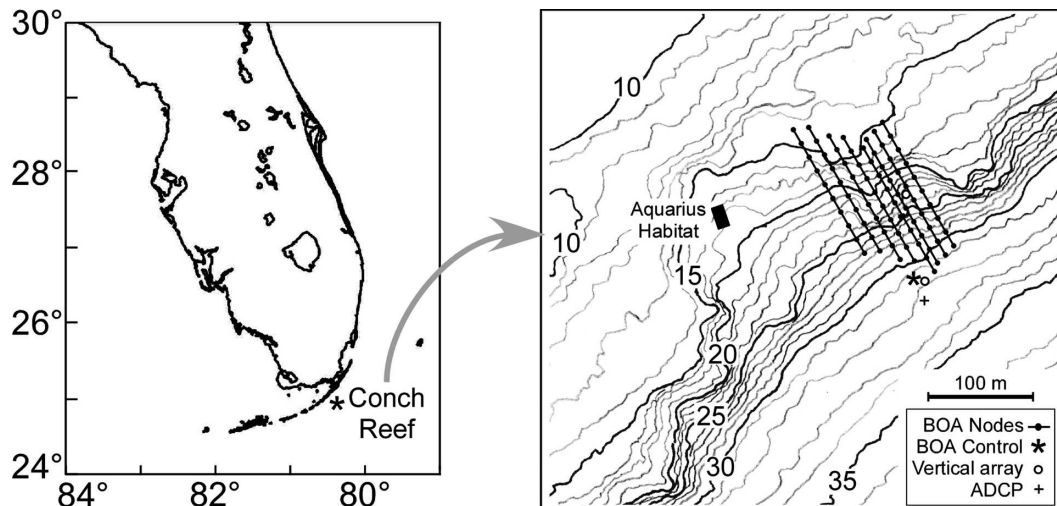 30°
28°
26°
24°
84°
82°
80°
Conch
Reef
10
10
Aquarius
Habitat
15
20
25
30
35
100 m
BOA Nodes
BOA Control
Vertical array
ADCP